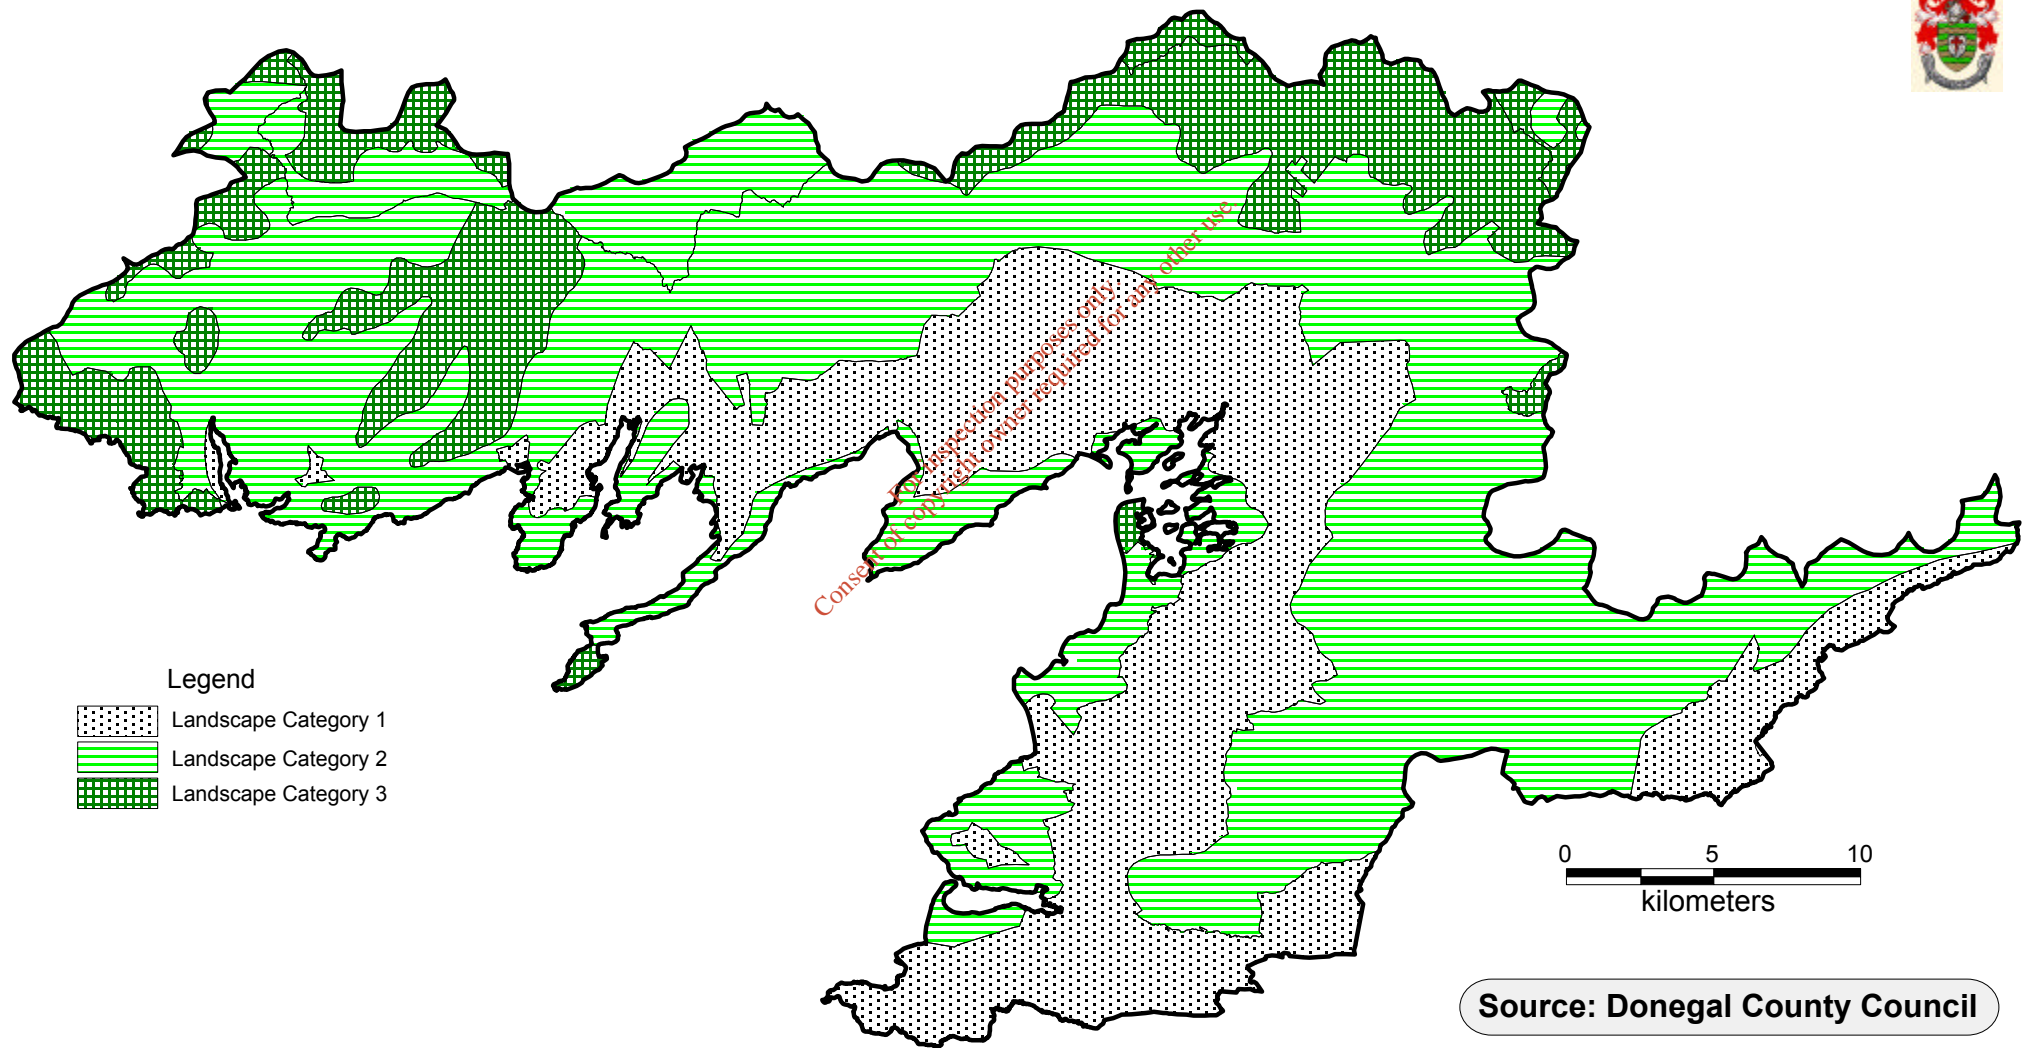 For inspection purposes only.
Consent of copyright owner required for any other use.
Legend
Landscape Category 1
Landscape Category 2
Landscape Category 3
0 5 10
kilometers
Source: Donegal County Council